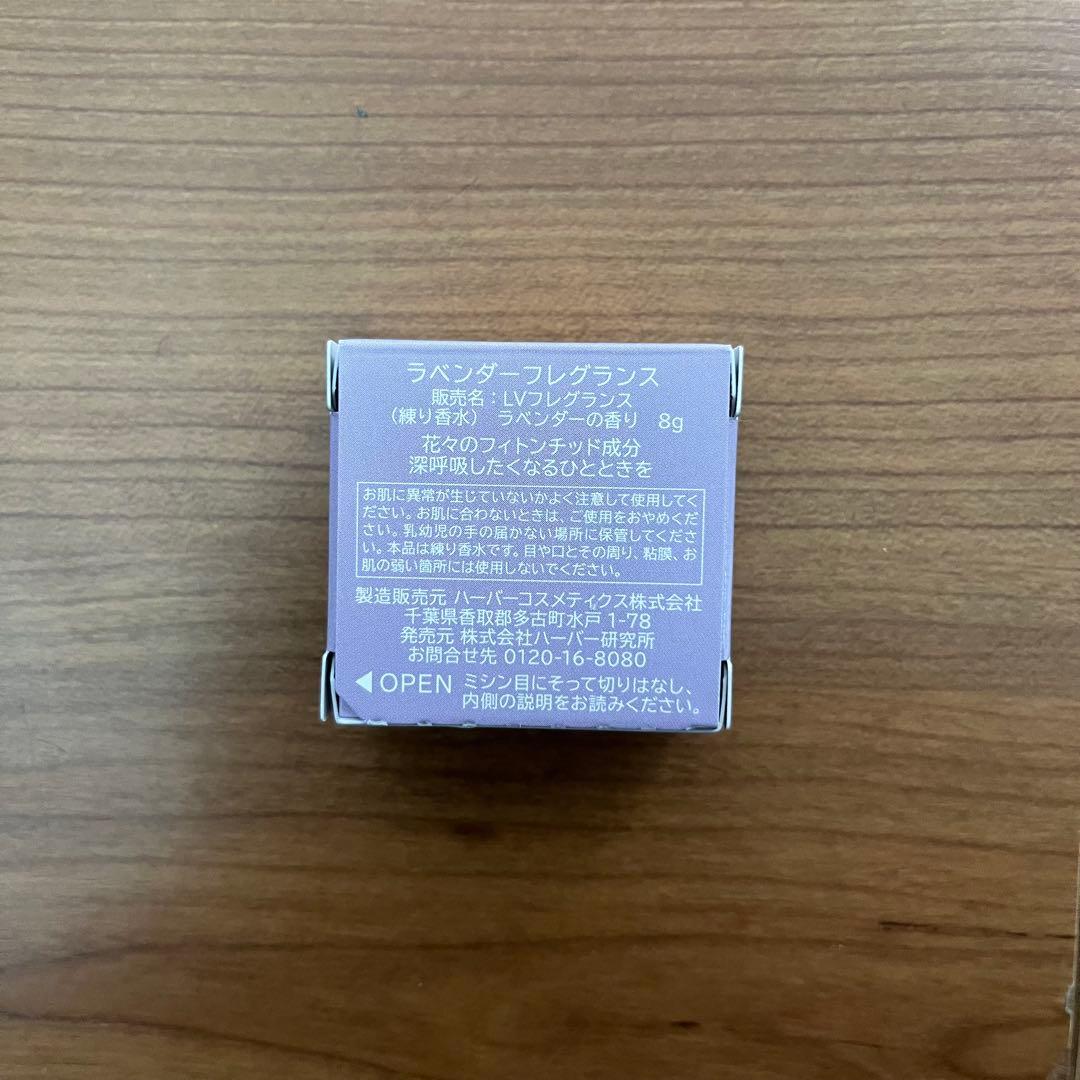 ラベンダーフレグランス
販売名：LVフレグランス
（練り香水） ラベンダーの香り 8g
花々のフィトンチッド成分
深呼吸したくなるひとときを
お肌に異常が生じていないかよく注意して使用してく
ださい。お肌に合わないときは、ご使用をおやめくだ
さい。乳幼児の手の届かない場所に保管してくださ
い。本品は練り香水です。目や口とその周り、粘膜、お
肌の弱い箇所には使用しないでください。
製造販売元 ハーバーコスメティクス株式会社
千葉県香取郡多古町水戸 1-78
発売元 株式会社ハーバー研究所
お問合せ先 0120-16-8080
◀OPEN ミシン目にそって切りはなし、
内側の説明をお読みください。